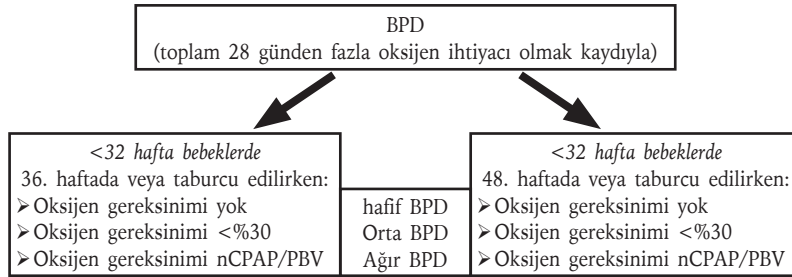 BPD
(toplam 28 günden fazla oksijen ihtiyacı olmak kaydıyla)
<32 hafta bebeklerde
36. haftada veya taburcu edilirken:
➢Oksijen gereksinimi yok
➢Oksijen gereksinimi <%30
➢Oksijen gereksinimi nCPAP/PBV
hafif BPD
Orta BPD
Ağır BPD
<32 hafta bebeklerde
48. haftada veya taburcu edilirken:
➢Oksijen gereksinimi yok
➢Oksijen gereksinimi <%30
➢Oksijen gereksinimi nCPAP/PBV